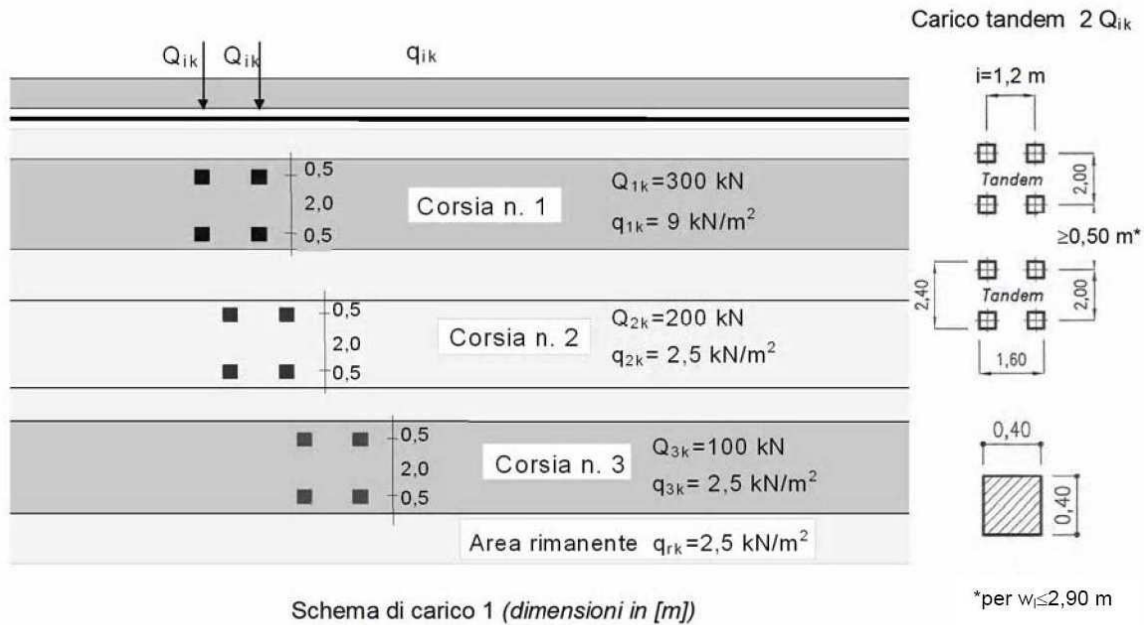 Carico tandem 2 Qik
Qik Qik qik
i=1,2 m
0,5
2,0
0,5
Corsia n. 1
Q1k=300 kN
q1k= 9 kN/m²
Tandem
2,00
≥0,50 m*
0,5
2,0
0,5
Corsia n. 2
Q2k=200 kN
q2k= 2,5 kN/m²
2,40
Tandem
2,00
1,60
0,5
2,0
0,5
Corsia n. 3
Q3k=100 kN
q3k= 2,5 kN/m²
0,40
0,40
Area rimanente qrk=2,5 kN/m²
Schema di carico 1 (dimensioni in [m])
*per wl≤2,90 m